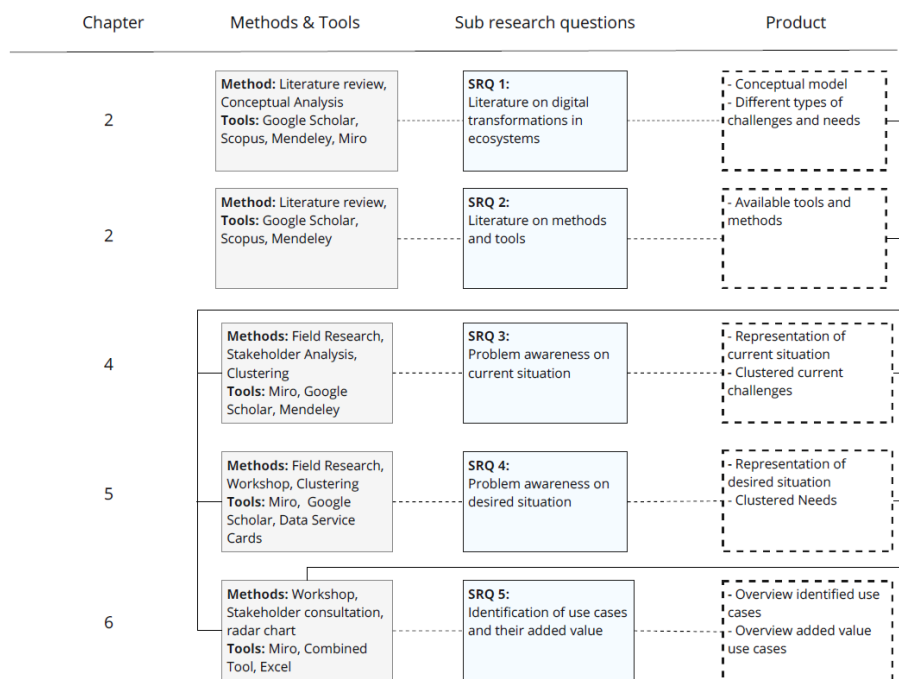 Chapter
Methods & Tools
Sub research questions
Product
2
Method: Literature review,
Conceptual Analysis
Tools: Google Scholar,
Scopus, Mendeley, Miro
SRQ 1:
Literature on digital
transformations in
ecosystems
- Conceptual model
- Different types of
challenges and needs
2
Method: Literature review,
Tools: Google Scholar,
Scopus, Mendeley
SRQ 2:
Literature on methods
and tools
- Available tools and
methods
4
Methods: Field Research,
Stakeholder Analysis,
Clustering
Tools: Miro, Google
Scholar, Mendeley
SRQ 3:
Problem awareness on
current situation
- Representation of
current situation
- Clustered current
challenges
5
Methods: Field Research,
Workshop, Clustering
Tools: Miro, Google
Scholar, Data Service
Cards
SRQ 4:
Problem awareness on
desired situation
- Representation of
desired situation
- Clustered Needs
6
Methods: Workshop,
Stakeholder consultation,
radar chart
Tools: Miro, Combined
Tool, Excel
SRQ 5:
Identification of use cases
and their added value
- Overview identified use
cases
- Overview added value
use cases